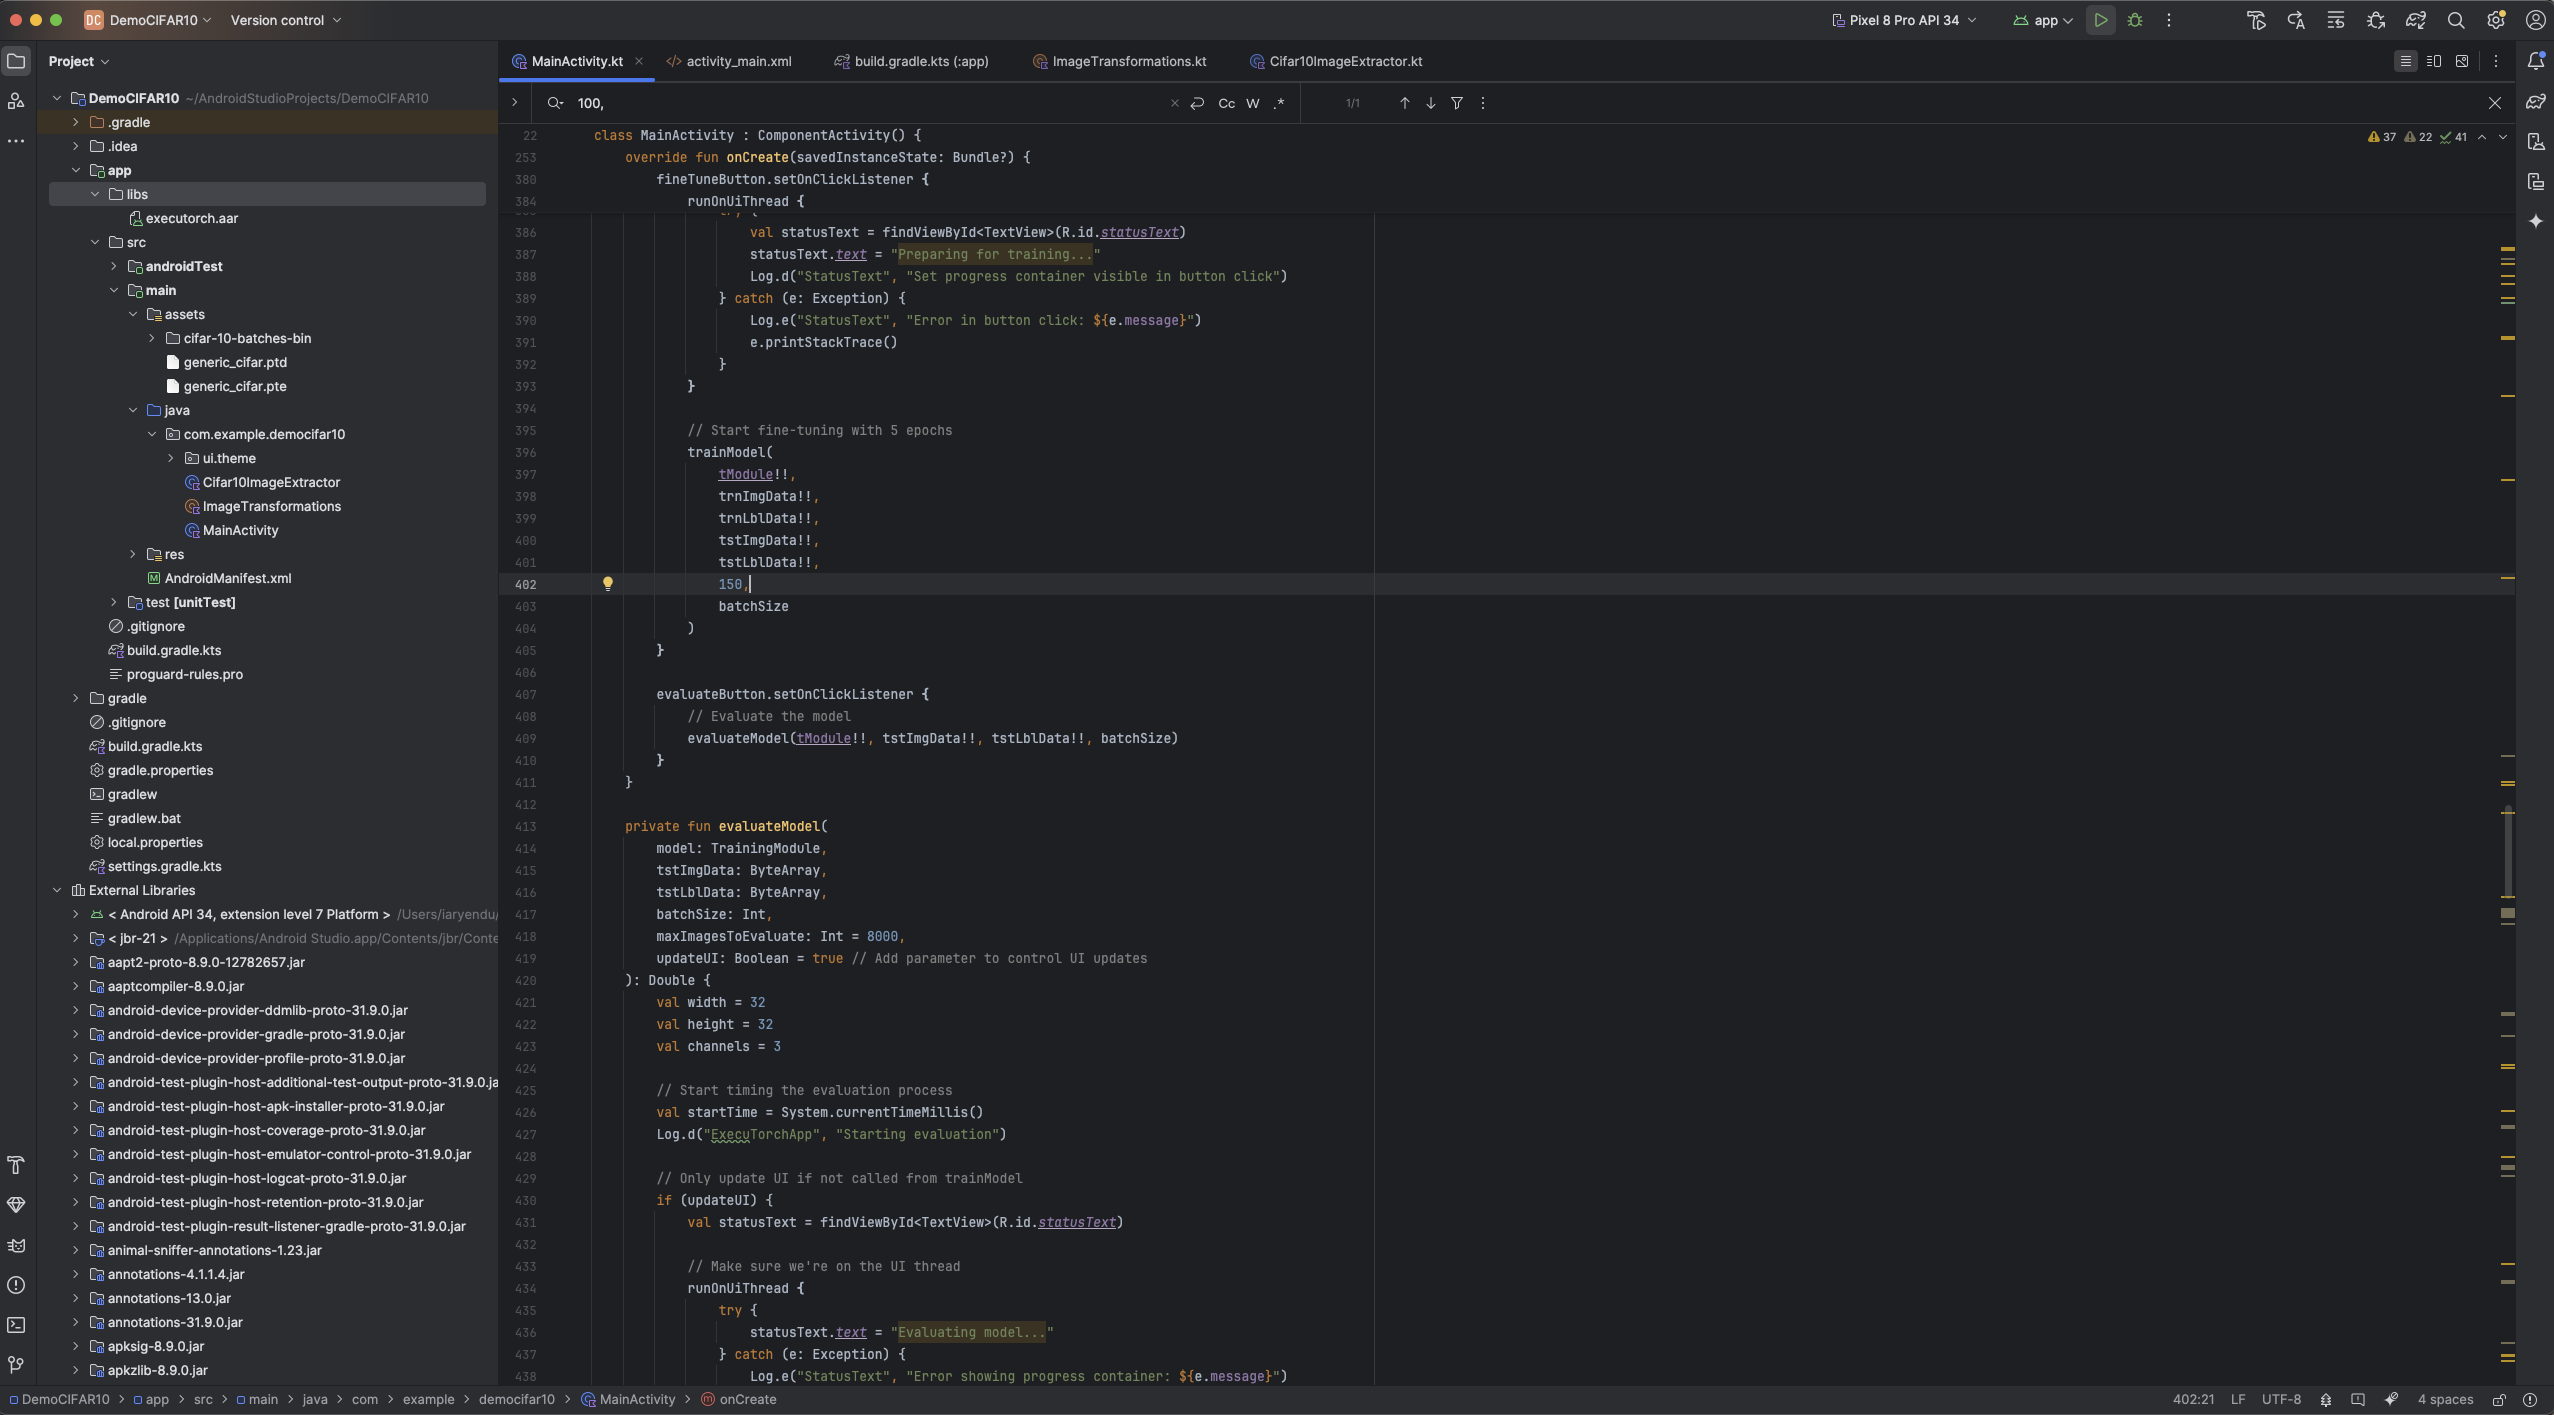 DC DemoCIFAR10 Version control Pixel 8 Pro API 34 app
Project
DemoCIFAR10 ~/AndroidStudioProjects/DemoCIFAR10
.gradle
.idea
app
libs
executorch.aar
src
androidTest
main
assets
cifar-10-batches-bin
generic_cifar.ptd
generic_cifar.pte
java
com.example.democifar10
ui.theme
Cifar10ImageExtractor
ImageTransformations
MainActivity
res
AndroidManifest.xml
test [unitTest]
.gitignore
build.gradle.kts
proguard-rules.pro
gradle
.gitignore
build.gradle.kts
gradle.properties
gradlew
gradlew.bat
local.properties
settings.gradle.kts
External Libraries
< Android API 34, extension level 7 Platform > /Users/iaryendu/
< jbr-21 > /Applications/Android Studio.app/Contents/jbr/Conte
aapt2-proto-8.9.0-12782657.jar
aaptcompiler-8.9.0.jar
android-device-provider-ddmlib-proto-31.9.0.jar
android-device-provider-gradle-proto-31.9.0.jar
android-device-provider-profile-proto-31.9.0.jar
android-test-plugin-host-additional-test-output-proto-31.9.0.ja
android-test-plugin-host-apk-installer-proto-31.9.0.jar
android-test-plugin-host-coverage-proto-31.9.0.jar
android-test-plugin-host-emulator-control-proto-31.9.0.jar
android-test-plugin-host-logcat-proto-31.9.0.jar
android-test-plugin-host-retention-proto-31.9.0.jar
android-test-plugin-result-listener-gradle-proto-31.9.0.jar
animal-sniffer-annotations-1.23.jar
annotations-4.1.1.4.jar
annotations-13.0.jar
annotations-31.9.0.jar
apksig-8.9.0.jar
apkzlib-8.9.0.jar
MainActivity.kt activity_main.xml build.gradle.kts (:app) ImageTransformations.kt Cifar10ImageExtractor.kt
100, Cc W .* 1/1
37 22 41
22 class MainActivity : ComponentActivity() {
253 override fun onCreate(savedInstanceState: Bundle?) {
380 fineTuneButton.setOnClickListener {
384 runOnUiThread {
try {
386 val statusText = findViewById<TextView>(R.id.statusText)
387 statusText.text = "Preparing for training..."
388 Log.d("StatusText", "Set progress container visible in button click")
389 } catch (e: Exception) {
390 Log.e("StatusText", "Error in button click: ${e.message}")
391 e.printStackTrace()
392 }
393 }
394
395 // Start fine-tuning with 5 epochs
396 trainModel(
397 tModule!!,
398 trnImgData!!,
399 trnLblData!!,
400 tstImgData!!,
401 tstLblData!!,
402 150,
403 batchSize
404 )
405 }
406
407 evaluateButton.setOnClickListener {
408 // Evaluate the model
409 evaluateModel(tModule!!, tstImgData!!, tstLblData!!, batchSize)
410 }
411 }
412
413 private fun evaluateModel(
414 model: TrainingModule,
415 tstImgData: ByteArray,
416 tstLblData: ByteArray,
417 batchSize: Int,
418 maxImagesToEvaluate: Int = 8000,
419 updateUI: Boolean = true // Add parameter to control UI updates
420 ): Double {
421 val width = 32
422 val height = 32
423 val channels = 3
424
425 // Start timing the evaluation process
426 val startTime = System.currentTimeMillis()
427 Log.d("ExecuTorchApp", "Starting evaluation")
428
429 // Only update UI if not called from trainModel
430 if (updateUI) {
431 val statusText = findViewById<TextView>(R.id.statusText)
432
433 // Make sure we're on the UI thread
434 runOnUiThread {
435 try {
436 statusText.text = "Evaluating model..."
437 } catch (e: Exception) {
438 Log.e("StatusText", "Error showing progress container: ${e.message}")
DemoCIFAR10 > app > src > main > java > com > example > democifar10 > MainActivity > onCreate 402:21 LF UTF-8 4 spaces